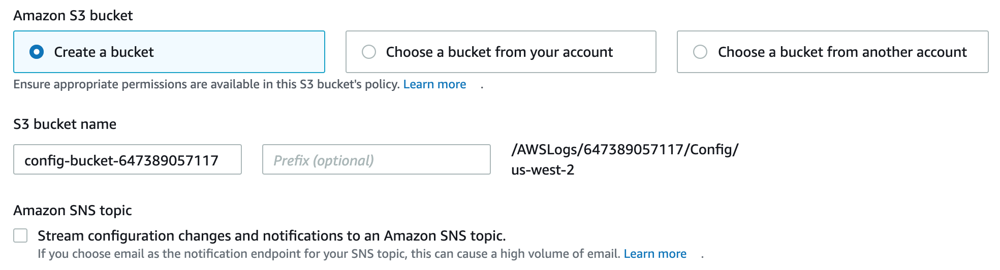 Amazon S3 bucket
Create a bucket
Choose a bucket from your account
Choose a bucket from another account
Ensure appropriate permissions are available in this S3 bucket's policy. Learn more .
S3 bucket name
config-bucket-647389057117
Prefix (optional)
/AWSLogs/647389057117/Config/
us-west-2
Amazon SNS topic
Stream configuration changes and notifications to an Amazon SNS topic.
If you choose email as the notification endpoint for your SNS topic, this can cause a high volume of email. Learn more .